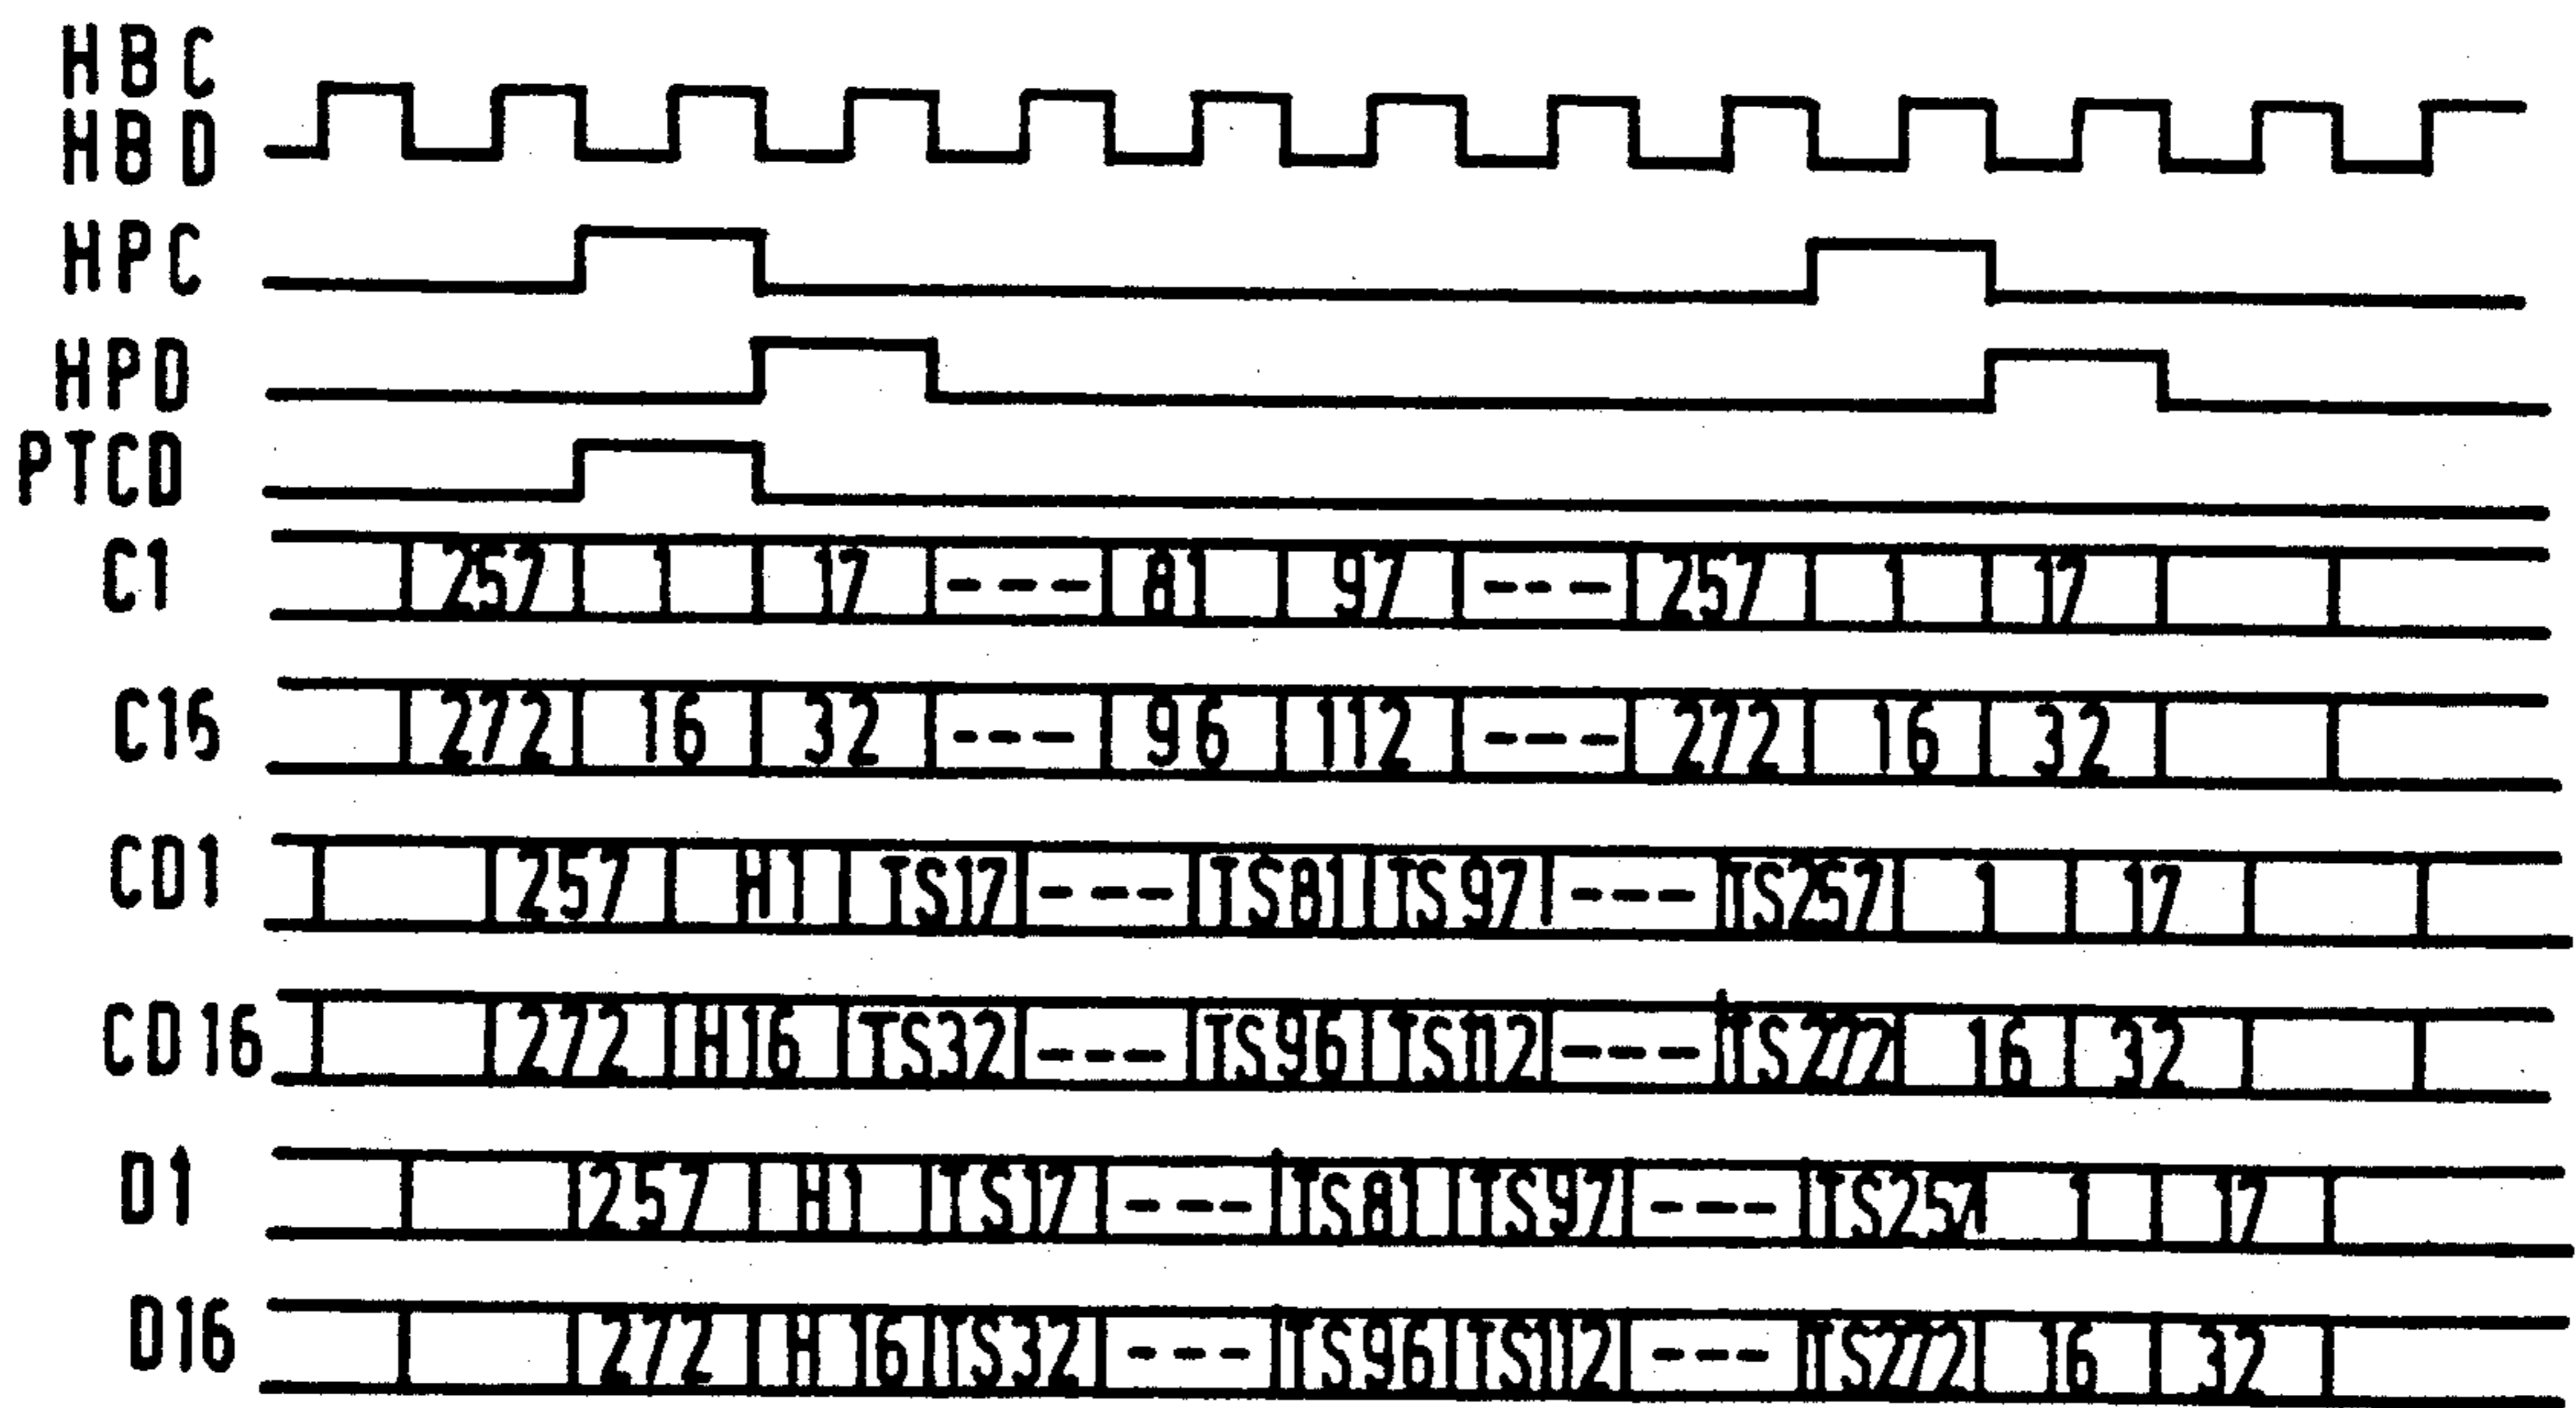 HBC
HBD
HPC
HPD
PTCD
C1 257 1 17 --- 81 97 --- 257 1 17
C16 272 16 32 --- 96 112 --- 272 16 32
CD1 257 H1 TS17 --- TS81 TS97 --- TS257 1 17
CD16 272 H16 TS32 --- TS96 TS112 --- TS272 16 32
D1 257 H1 TS17 --- TS81 TS97 --- TS257 1 17
D16 272 H16 TS32 --- TS96 TS112 --- TS272 16 32